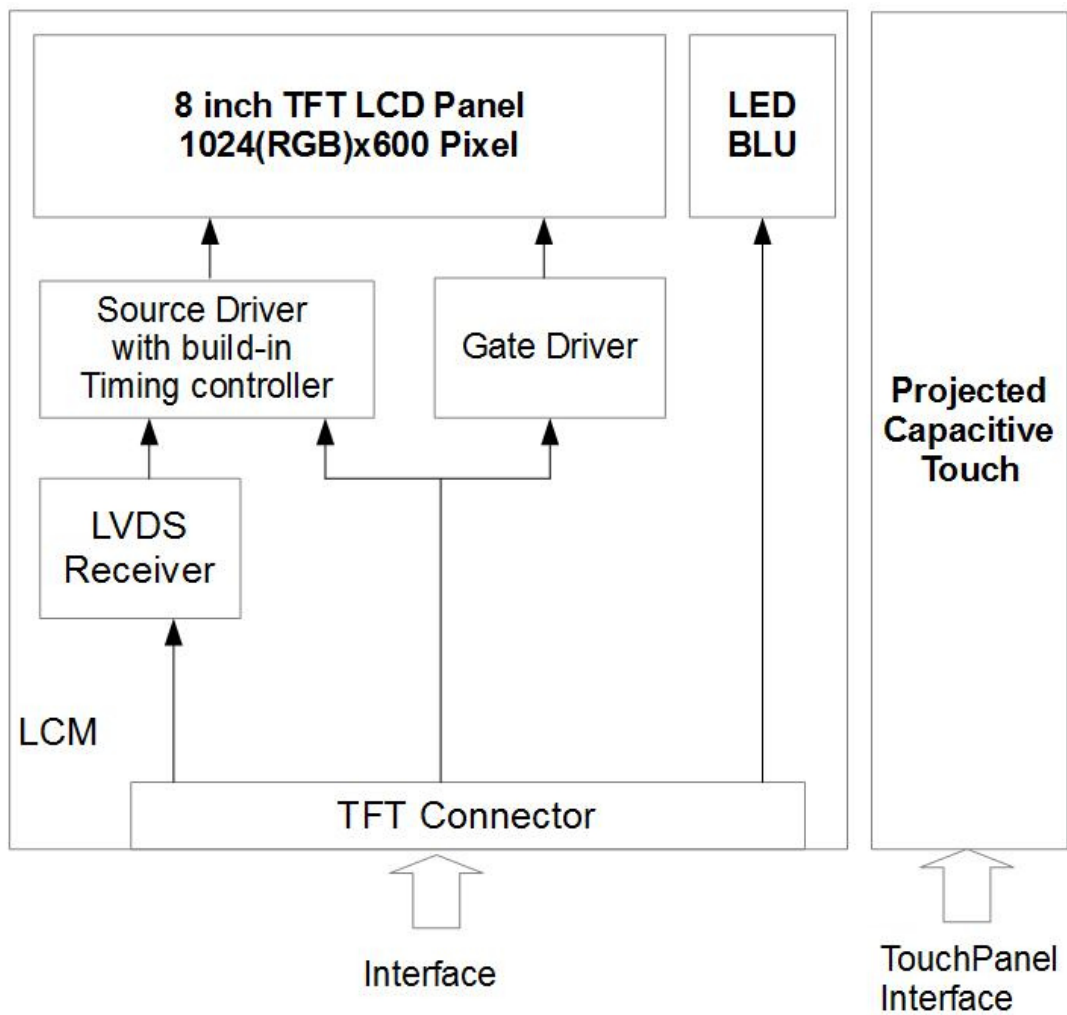 8 inch TFT LCD Panel
1024(RGB)x600 Pixel
LED
BLU
Source Driver
with build-in
Timing controller
Gate Driver
Projected
Capacitive
Touch
LVDS
Receiver
LCM
TFT Connector
Interface
TouchPanel
Interface